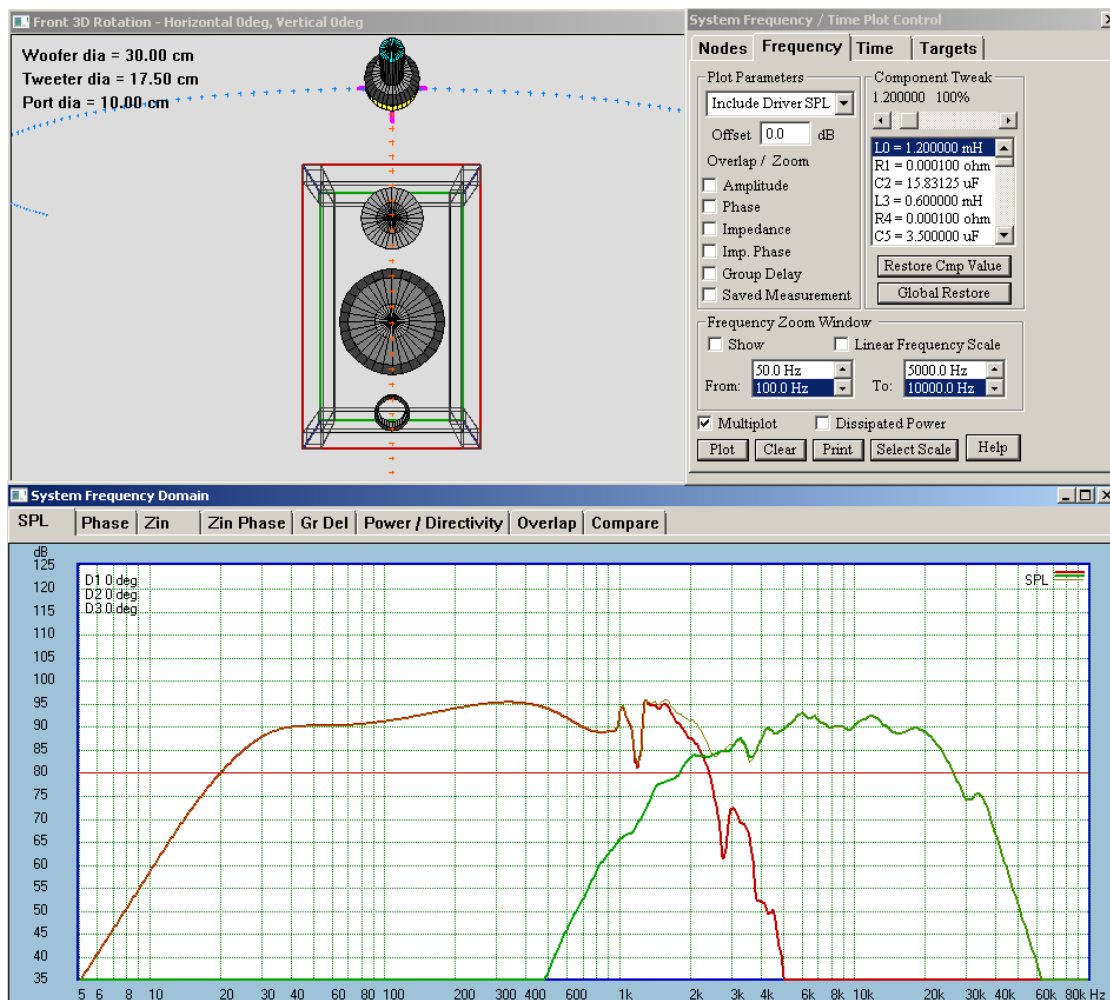 Front 3D Rotation - Horizontal 0deg, Vertical 0deg
Woofer dia = 30.00 cm
Tweeter dia = 17.50 cm
Port dia = 10.00 cm
System Frequency / Time Plot Control
Nodes Frequency Time Targets
Plot Parameters
Include Driver SPL
Offset 0.0 dB
Overlap / Zoom
Amplitude
Phase
Impedance
Imp. Phase
Group Delay
Saved Measurement
Component Tweak
1.200000 100%
L0 = 1.200000 mH
R1 = 0.000100 ohm
C2 = 15.83125 uF
L3 = 0.600000 mH
R4 = 0.000100 ohm
C5 = 3.500000 uF
Restore Cmp Value
Global Restore
Frequency Zoom Window
Show Linear Frequency Scale
50.0 Hz 5000.0 Hz
From: 100.0 Hz To: 10000.0 Hz
Multiplot Dissipated Power
Plot Clear Print Select Scale Help
System Frequency Domain
SPL Phase Zin Zin Phase Gr Del Power / Directivity Overlap Compare
dB
125
120
115
110
105
100
95
90
85
80
75
70
65
60
55
50
45
40
35
D1 0 deg
D2 0 deg
D3 0 deg
SPL
5 6 8 10 20 30 40 60 80 100 200 300 400 600 1k 2k 3k 4k 6k 8k 10k 20k 30k 40k 60k 80k Hz